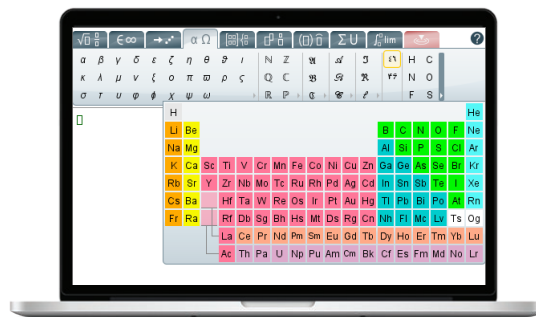 √□ € ∞ → αΩ (□) Σ U ∫ lim ?
α β γ δ ε ζ η θ ϑ ι ℕ ℤ 𝔄 𝒜 ℑ ٤٦ H C
κ λ μ ν ξ ο π ϖ ρ ς ℚ ℂ 𝔅 ℬ ℜ ۴۶ N O
σ τ υ φ ϕ χ ψ ω ℝ ℙ ℭ F S
H He
Li Be B C N O F Ne
Na Mg Al Si P S Cl Ar
K Ca Sc Ti V Cr Mn Fe Co Ni Cu Zn Ga Ge As Se Br Kr
Rb Sr Y Zr Nb Mo Tc Ru Rh Pd Ag Cd In Sn Sb Te I Xe
Cs Ba Hf Ta W Re Os Ir Pt Au Hg Tl Pb Bi Po At Rn
Fr Ra Rf Db Sg Bh Hs Mt Ds Rg Cn Nh Fl Mc Lv Ts Og
La Ce Pr Nd Pm Sm Eu Gd Tb Dy Ho Er Tm Yb Lu
Ac Th Pa U Np Pu Am Cm Bk Cf Es Fm Md No Lr